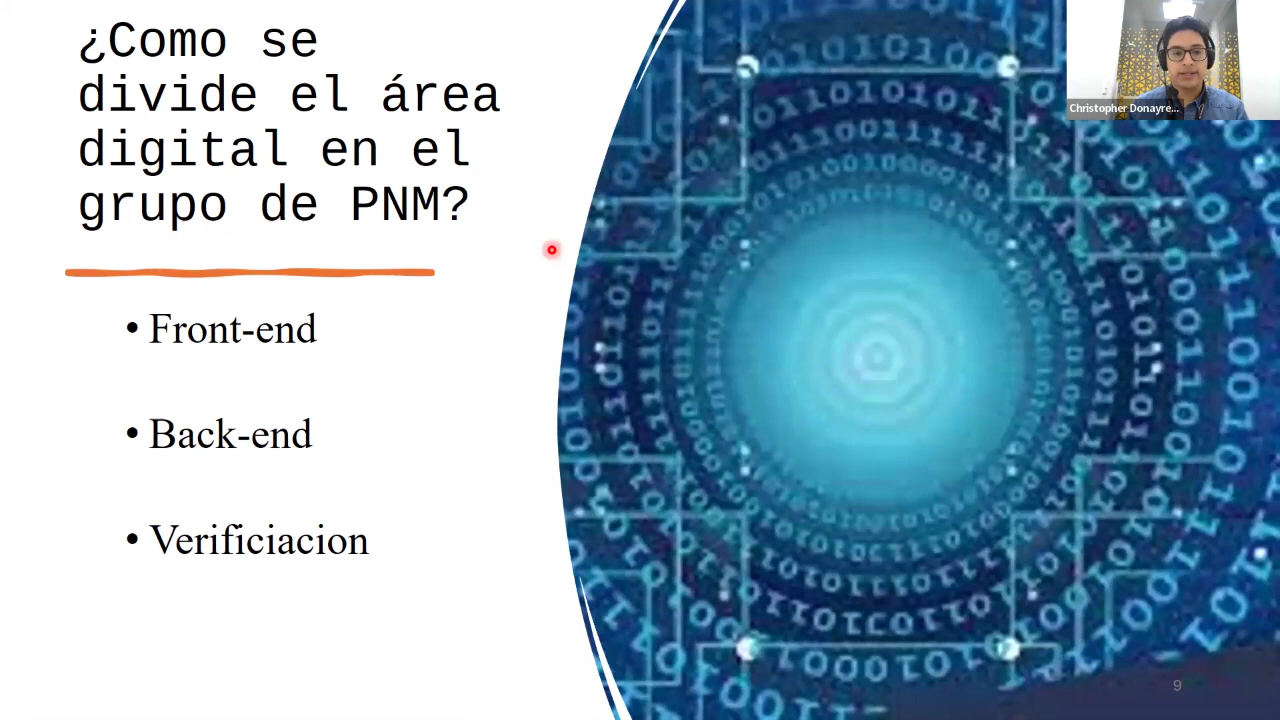 ¿Como se
divide el área
digital en el
grupo de PNM?
Front-end
Back-end
Verificiacion
Christopher Donayre...
9